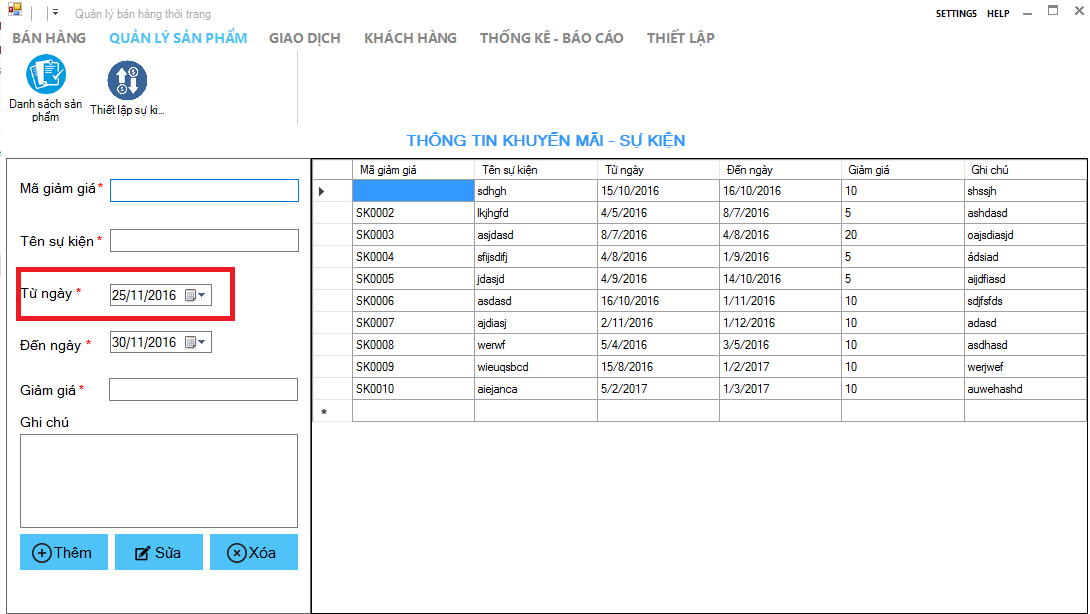 Quản lý bán hàng thời trang
SETTINGS HELP
BÁN HÀNG QUẢN LÝ SẢN PHẨM GIAO DỊCH KHÁCH HÀNG THỐNG KÊ - BÁO CÁO THIẾT LẬP
Danh sách sản
phẩm
Thiết lập sự ki...
THÔNG TIN KHUYẾN MÃI - SỰ KIỆN
Mã giảm giá*
Tên sự kiện *
Từ ngày * 25/11/2016
Đến ngày * 30/11/2016
Giảm giá *
Ghi chú
Thêm Sửa Xóa
Mã giảm giá Tên sự kiện Từ ngày Đến ngày Giảm giá Ghi chú
sdhgh 15/10/2016 16/10/2016 10 shssjh
SK0002 lkjhgfd 4/5/2016 8/7/2016 5 ashdasd
SK0003 asjdasd 8/7/2016 4/8/2016 20 oajsdiasjd
SK0004 sfijsdifj 4/8/2016 1/9/2016 5 ádsiad
SK0005 jdasjd 4/9/2016 14/10/2016 5 aijdfiasd
SK0006 asdasd 16/10/2016 1/11/2016 10 sdjfsfds
SK0007 ajdiasj 2/11/2016 1/12/2016 10 adasd
SK0008 werwf 5/4/2016 3/5/2016 10 asdhasd
SK0009 wieuqsbcd 15/8/2016 1/2/2017 10 werjwef
SK0010 aiejanca 5/2/2017 1/3/2017 10 auwehashd
*